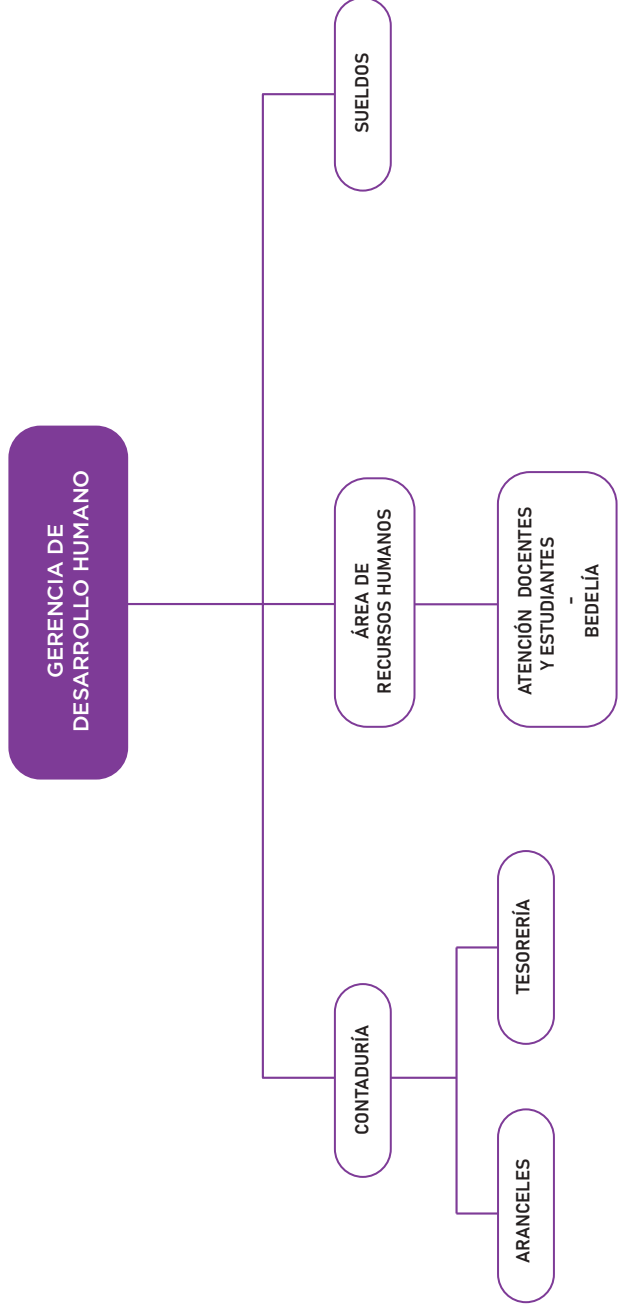 GERENCIA DE
DESARROLLO HUMANO
CONTADURÍA
ÁREA DE
RECURSOS HUMANOS
SUELDOS
ARANCELES
TESORERÍA
ATENCIÓN DOCENTES
Y ESTUDIANTES
-
BEDELÍA